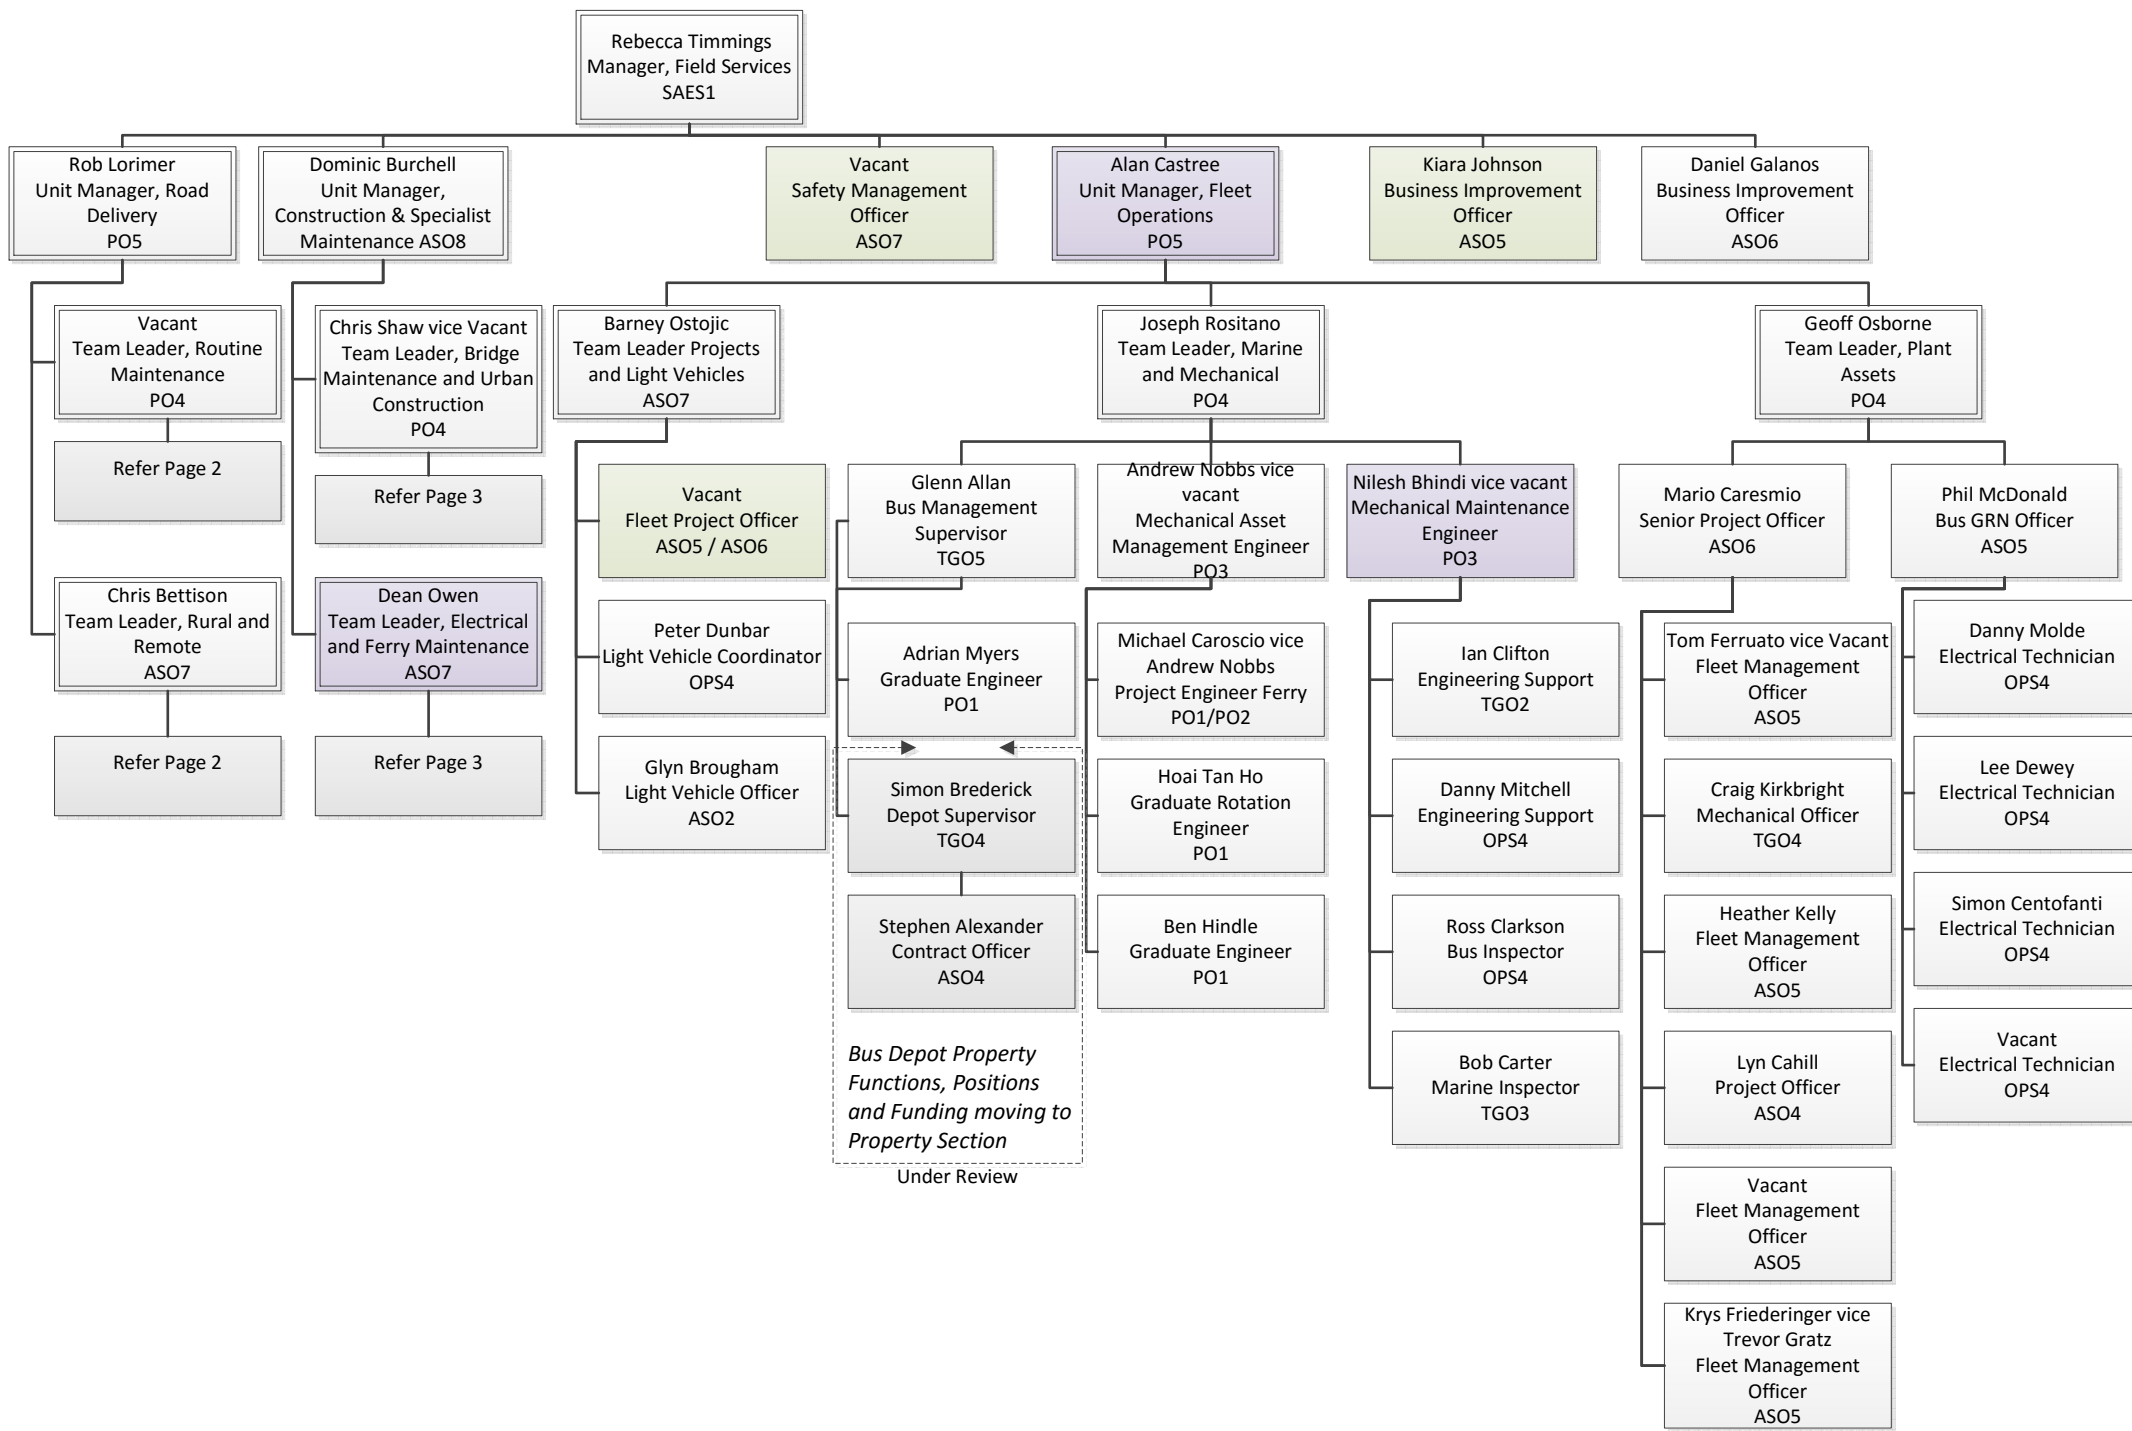 Rebecca Timmings
Manager, Field Services
SAES1
Rob Lorimer
Unit Manager, Road
Delivery
PO5
Dominic Burchell
Unit Manager,
Construction & Specialist
Maintenance ASO8
Vacant
Safety Management
Officer
ASO7
Alan Castree
Unit Manager, Fleet
Operations
PO5
Kiara Johnson
Business Improvement
Officer
ASO5
Daniel Galanos
Business Improvement
Officer
ASO6
Vacant
Team Leader, Routine
Maintenance
PO4
Refer Page 2
Chris Bettison
Team Leader, Rural and
Remote
ASO7
Refer Page 2
Chris Shaw vice Vacant
Team Leader, Bridge
Maintenance and Urban
Construction
PO4
Refer Page 3
Dean Owen
Team Leader, Electrical
and Ferry Maintenance
ASO7
Refer Page 3
Barney Ostojic
Team Leader Projects
and Light Vehicles
ASO7
Vacant
Fleet Project Officer
ASO5 / ASO6
Peter Dunbar
Light Vehicle Coordinator
OPS4
Glyn Brougham
Light Vehicle Officer
ASO2
Joseph Rositano
Team Leader, Marine
and Mechanical
PO4
Glenn Allan
Bus Management
Supervisor
TGO5
Adrian Myers
Graduate Engineer
PO1
Simon Brederick
Depot Supervisor
TGO4
Stephen Alexander
Contract Officer
ASO4
Bus Depot Property
Functions, Positions
and Funding moving to
Property Section
Under Review
Andrew Nobbs vice
vacant
Mechanical Asset
Management Engineer
PO3
Michael Caroscio vice
Andrew Nobbs
Project Engineer Ferry
PO1/PO2
Hoai Tan Ho
Graduate Rotation
Engineer
PO1
Ben Hindle
Graduate Engineer
PO1
Nilesh Bhindi vice vacant
Mechanical Maintenance
Engineer
PO3
Ian Clifton
Engineering Support
TGO2
Danny Mitchell
Engineering Support
OPS4
Ross Clarkson
Bus Inspector
OPS4
Bob Carter
Marine Inspector
TGO3
Geoff Osborne
Team Leader, Plant
Assets
PO4
Mario Caresmio
Senior Project Officer
ASO6
Tom Ferruato vice Vacant
Fleet Management
Officer
ASO5
Craig Kirkbright
Mechanical Officer
TGO4
Heather Kelly
Fleet Management
Officer
ASO5
Lyn Cahill
Project Officer
ASO4
Vacant
Fleet Management
Officer
ASO5
Krys Friederinger vice
Trevor Gratz
Fleet Management
Officer
ASO5
Phil McDonald
Bus GRN Officer
ASO5
Danny Molde
Electrical Technician
OPS4
Lee Dewey
Electrical Technician
OPS4
Simon Centofanti
Electrical Technician
OPS4
Vacant
Electrical Technician
OPS4